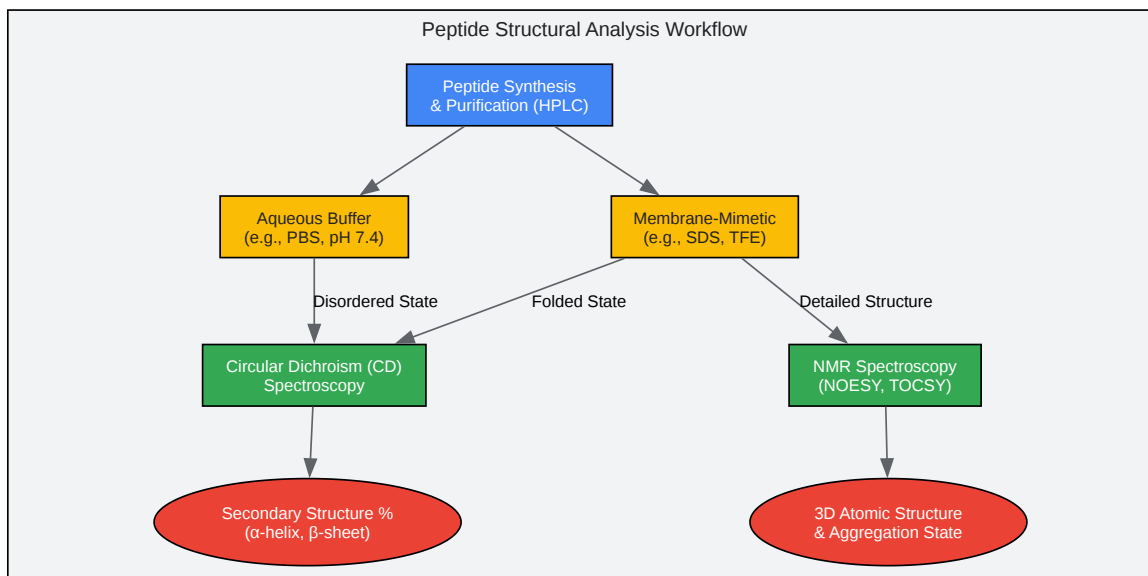 Peptide Structural Analysis Workflow
Peptide Synthesis
& Purification (HPLC)
Aqueous Buffer
(e.g., PBS, pH 7.4)
Membrane-Mimetic
(e.g., SDS, TFE)
Disordered State
Folded State
Detailed Structure
Circular Dichroism (CD)
Spectroscopy
NMR Spectroscopy
(NOESY, TOCSY)
Secondary Structure %
(α-helix, β-sheet)
3D Atomic Structure
& Aggregation State